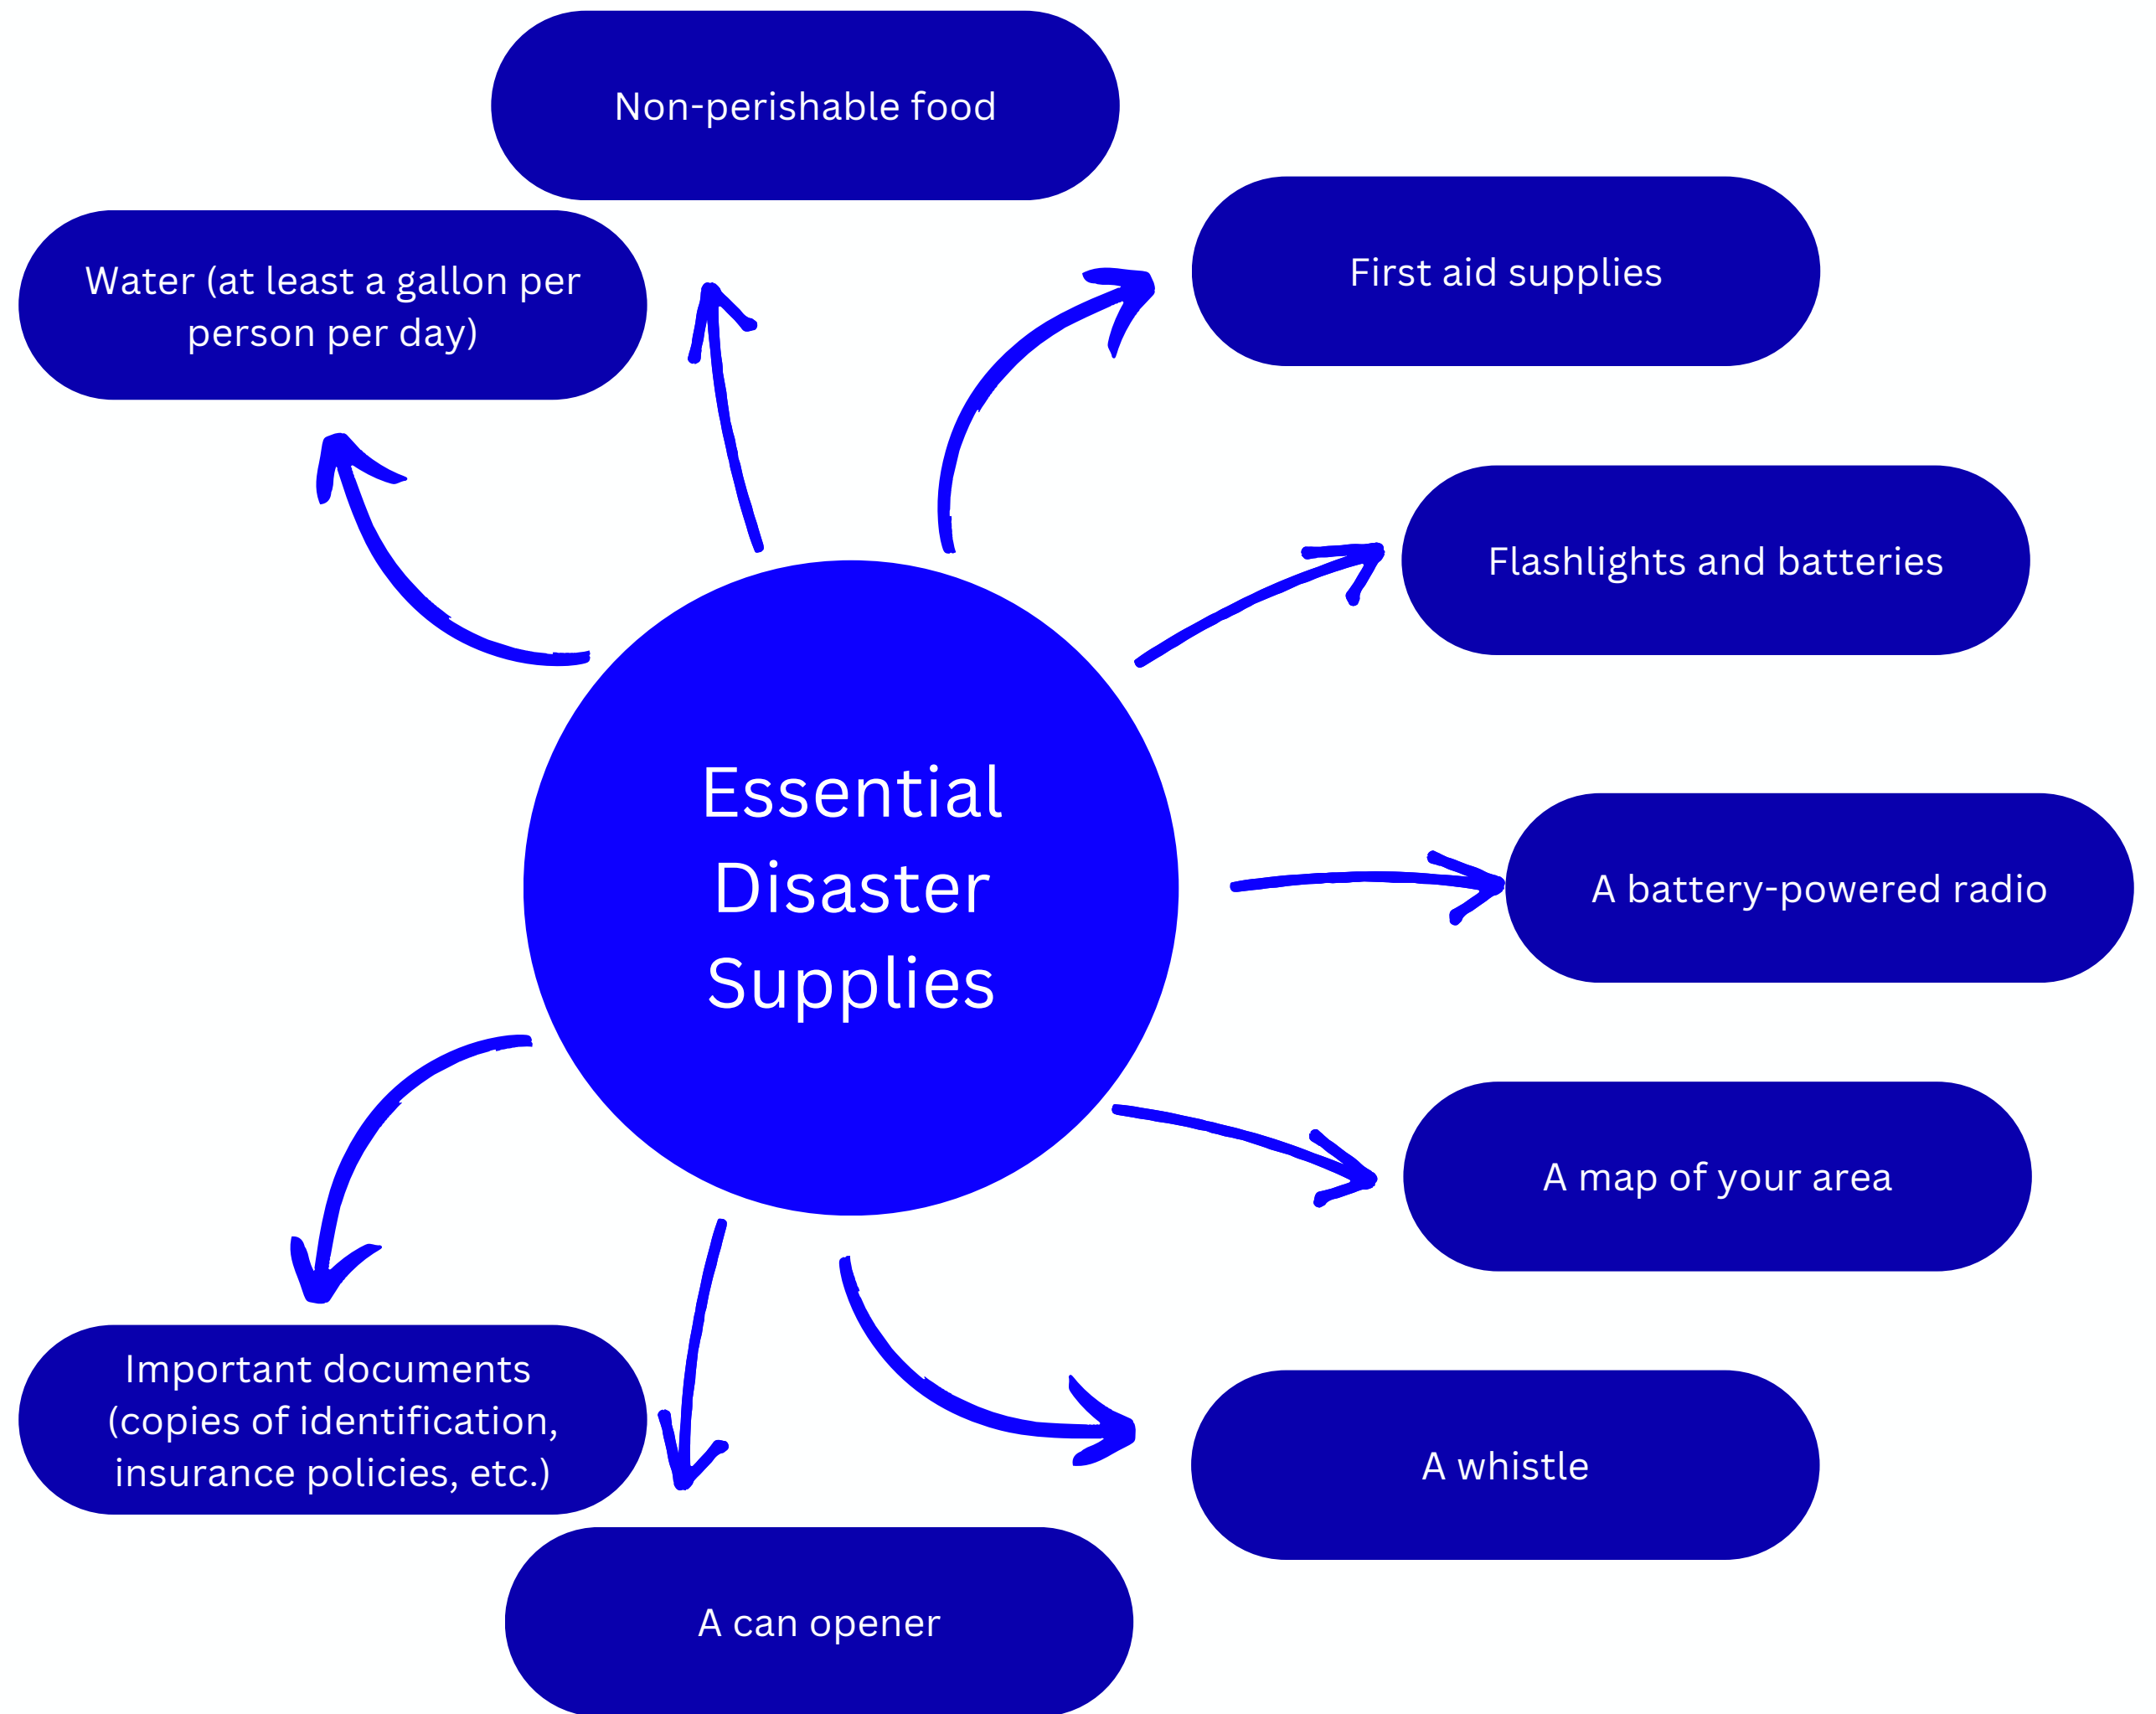 Non-perishable food
First aid supplies
Water (at least a gallon per
person per day)
Flashlights and batteries
Essential
Disaster
Supplies
A battery-powered radio
A map of your area
Important documents
(copies of identification,
insurance policies, etc.)
A whistle
A can opener